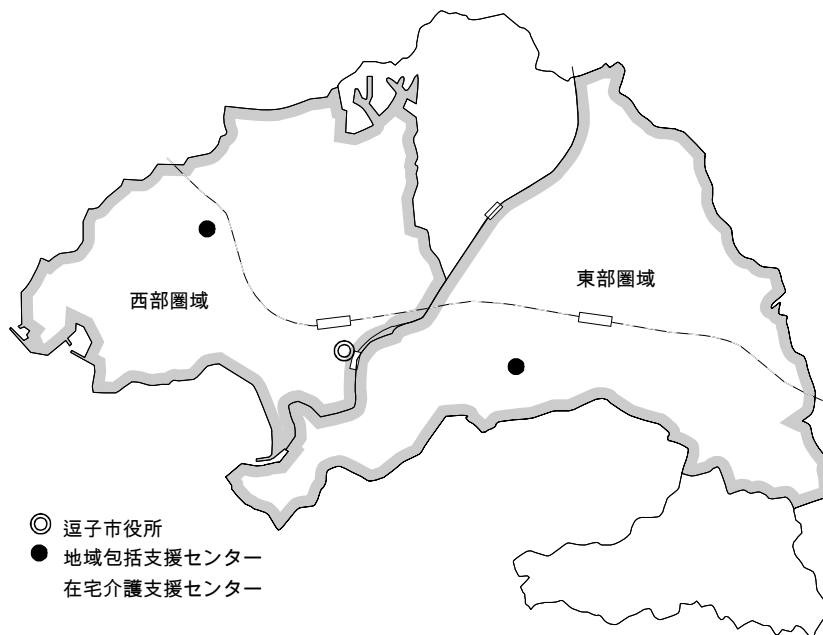 東部圏域
西部圏域
逗子市役所
地域包括支援センター
在宅介護支援センター